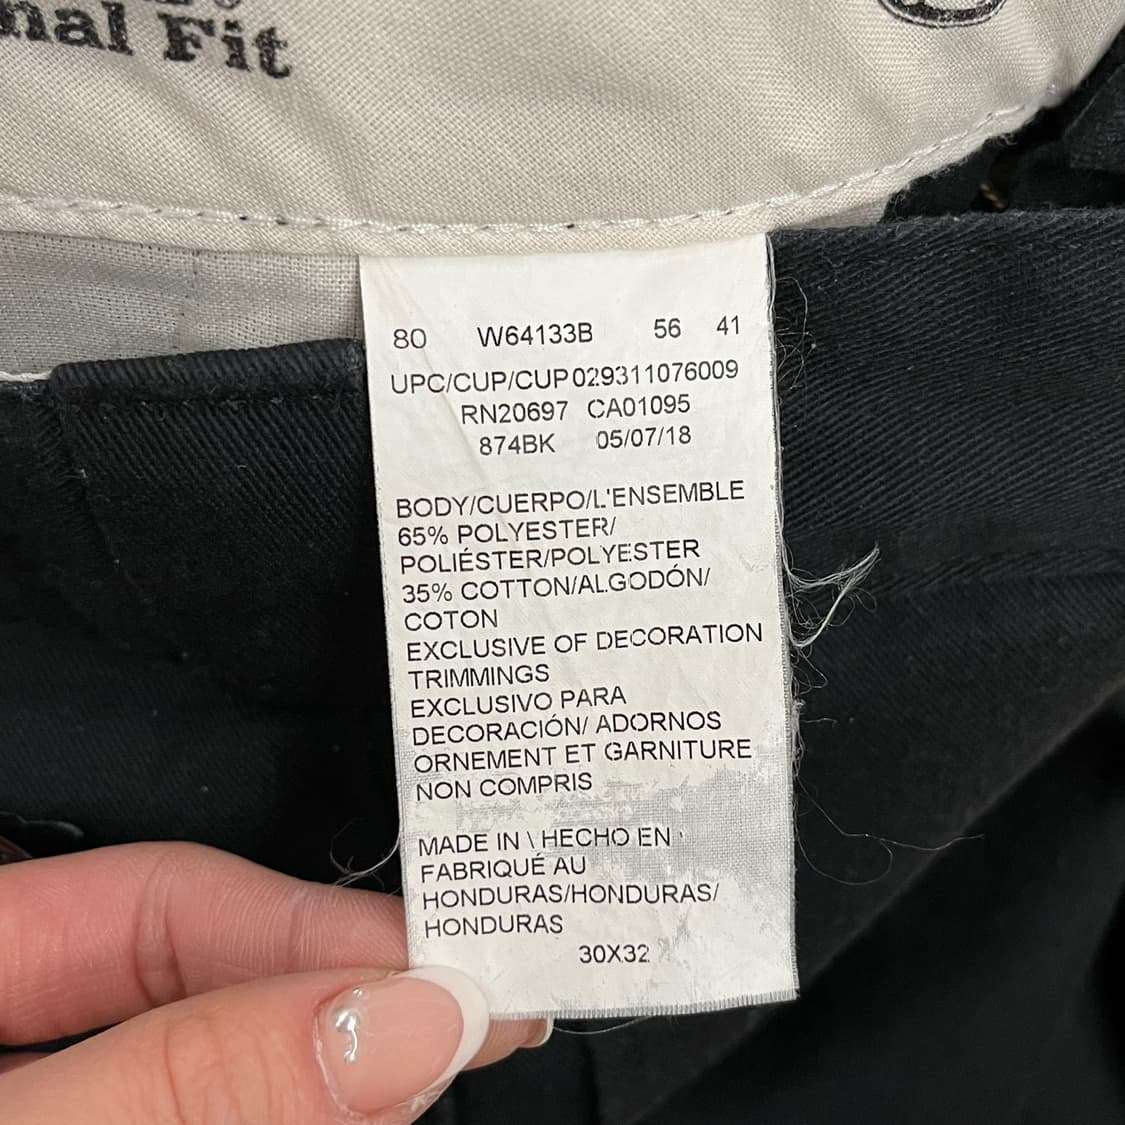 nal Fit
80 W64133B 56 41
UPC/CUP/CUP029311076009
RN20697 CA01095
874BK 05/07/18
BODY/CUERPO/L'ENSEMBLE
65% POLYESTER/
POLIÉSTER/POLYESTER
35% COTTON/ALGODÓN/
COTON
EXCLUSIVE OF DECORATION
TRIMMINGS
EXCLUSIVO PARA
DECORACIÓN/ ADORNOS
ORNEMENT ET GARNITURE
NON COMPRIS
MADE IN \ HECHO EN \
FABRIQUÉ AU
HONDURAS/HONDURAS/
HONDURAS
30X32